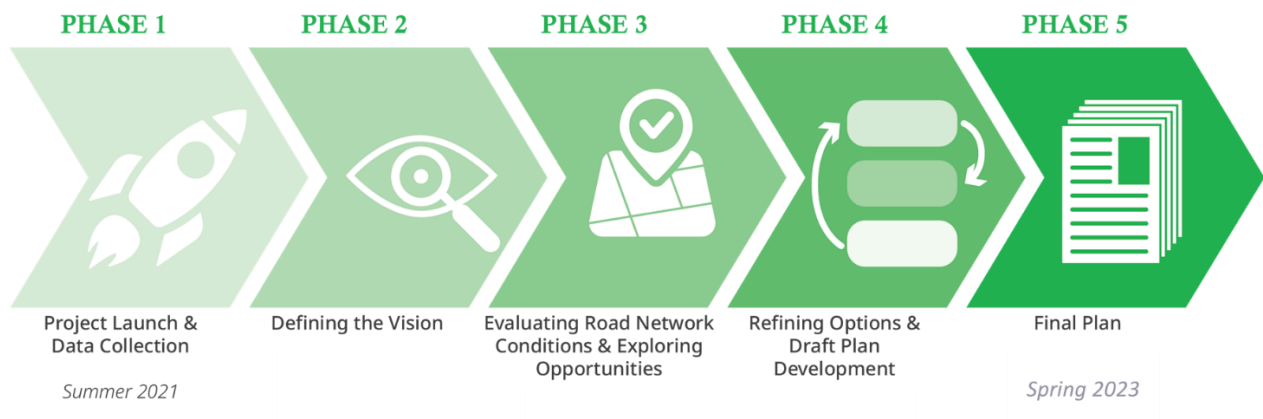 PHASE 1
PHASE 2
PHASE 3
PHASE 4
PHASE 5
Project Launch &
Data Collection
Summer 2021
Defining the Vision
Evaluating Road Network
Conditions & Exploring
Opportunities
Refining Options &
Draft Plan
Development
Final Plan
Spring 2023